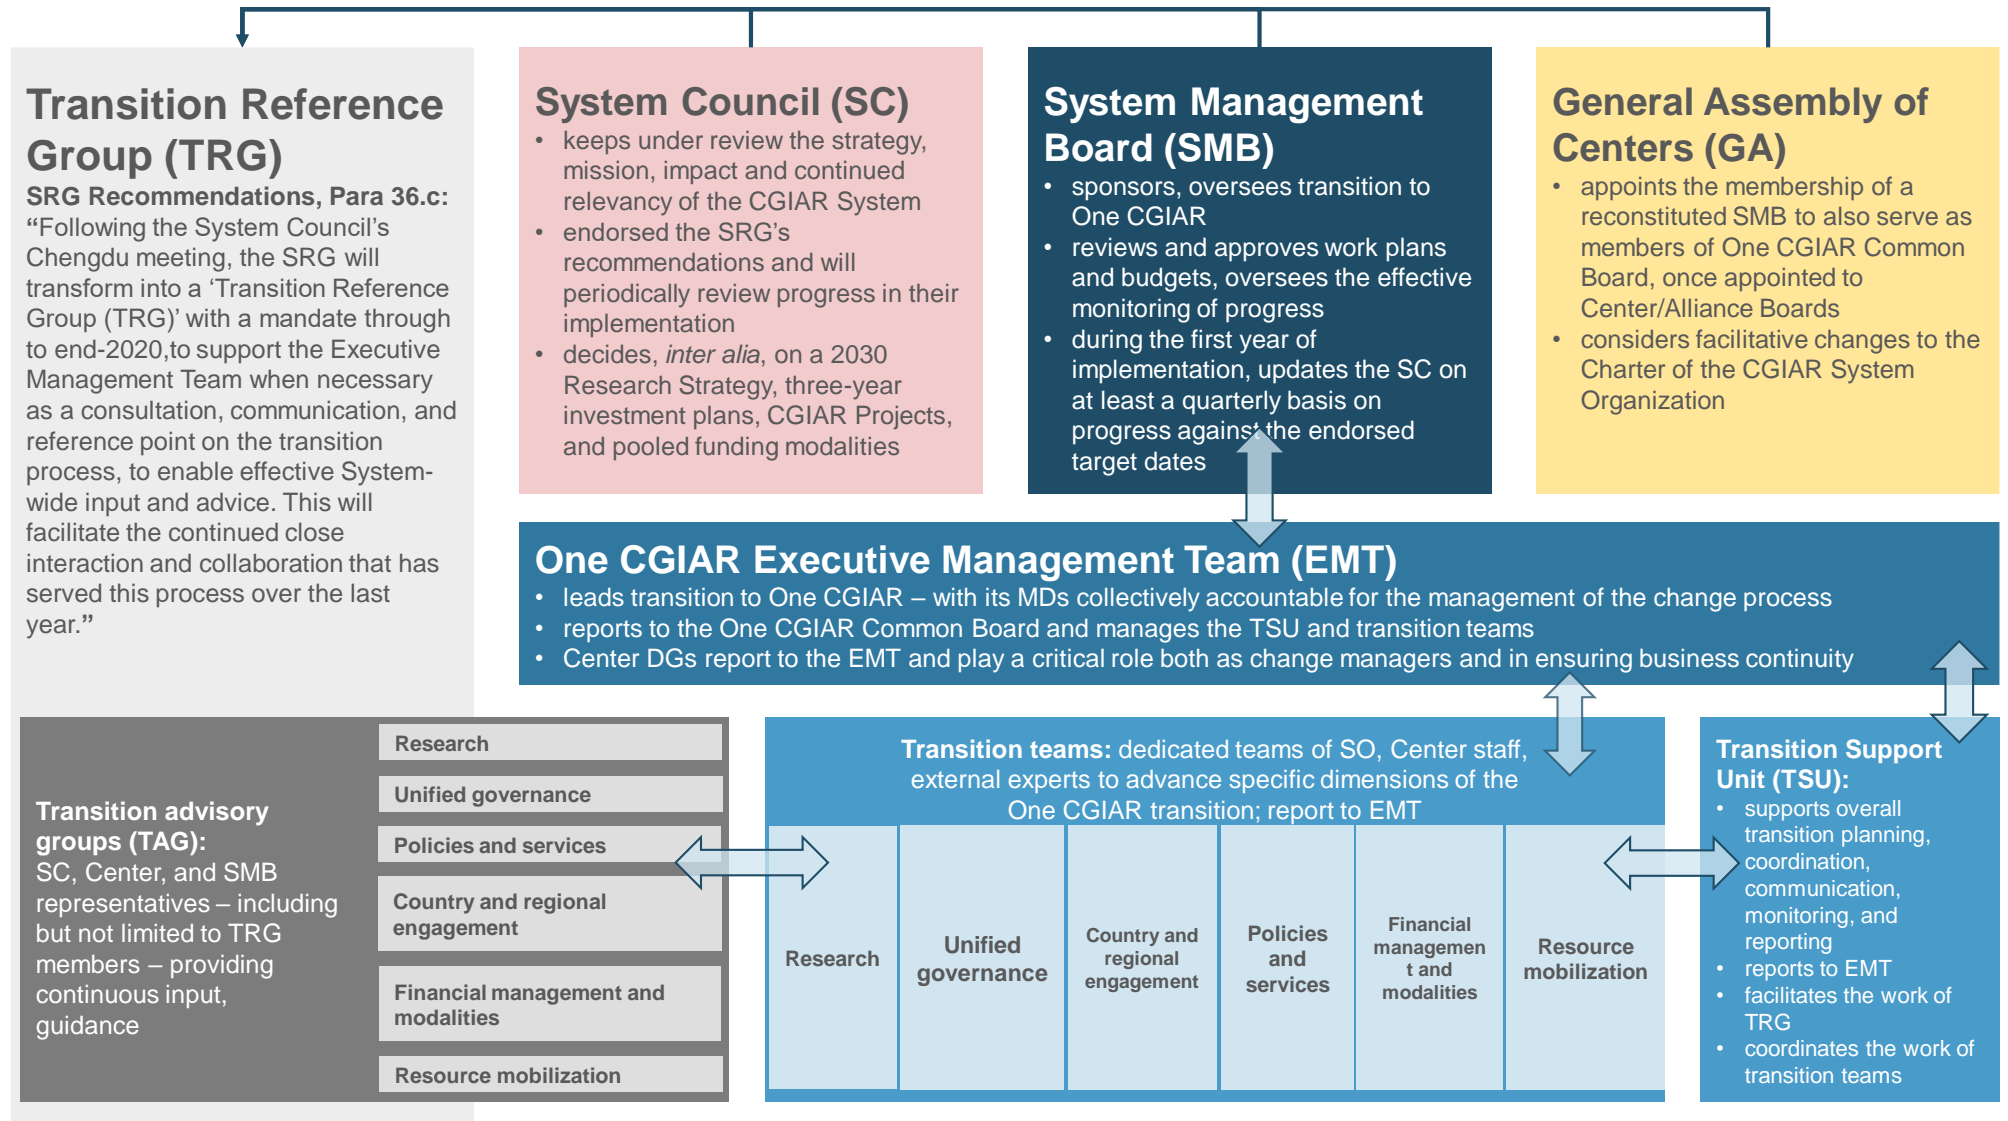 Transition Reference
Group (TRG)
SRG Recommendations, Para 36.c:
“Following the System Council’s
Chengdu meeting, the SRG will
transform into a ‘Transition Reference
Group (TRG)’ with a mandate through
to end-2020,to support the Executive
Management Team when necessary
as a consultation, communication, and
reference point on the transition
process, to enable effective System-
wide input and advice. This will
facilitate the continued close
interaction and collaboration that has
served this process over the last
year.”
System Council (SC)
• keeps under review the strategy,
mission, impact and continued
relevancy of the CGIAR System
• endorsed the SRG’s
recommendations and will
periodically review progress in their
implementation
• decides, inter alia, on a 2030
Research Strategy, three-year
investment plans, CGIAR Projects,
and pooled funding modalities
System Management
Board (SMB)
• sponsors, oversees transition to
One CGIAR
• reviews and approves work plans
and budgets, oversees the effective
monitoring of progress
• during the first year of
implementation, updates the SC on
at least a quarterly basis on
progress against the endorsed
target dates
General Assembly of
Centers (GA)
• appoints the membership of a
reconstituted SMB to also serve as
members of One CGIAR Common
Board, once appointed to
Center/Alliance Boards
• considers facilitative changes to the
Charter of the CGIAR System
Organization
One CGIAR Executive Management Team (EMT)
• leads transition to One CGIAR – with its MDs collectively accountable for the management of the change process
• reports to the One CGIAR Common Board and manages the TSU and transition teams
• Center DGs report to the EMT and play a critical role both as change managers and in ensuring business continuity
Transition advisory
groups (TAG):
SC, Center, and SMB
representatives – including
but not limited to TRG
members – providing
continuous input,
guidance
Research
Unified governance
Policies and services
Country and regional
engagement
Financial management and
modalities
Resource mobilization
Transition teams: dedicated teams of SO, Center staff,
external experts to advance specific dimensions of the
One CGIAR transition; report to EMT
Research
Unified
governance
Country and
regional
engagement
Policies
and
services
Financial
managemen
t and
modalities
Resource
mobilization
Transition Support
Unit (TSU):
• supports overall
transition planning,
coordination,
communication,
monitoring, and
reporting
• reports to EMT
• facilitates the work of
TRG
• coordinates the work of
transition teams